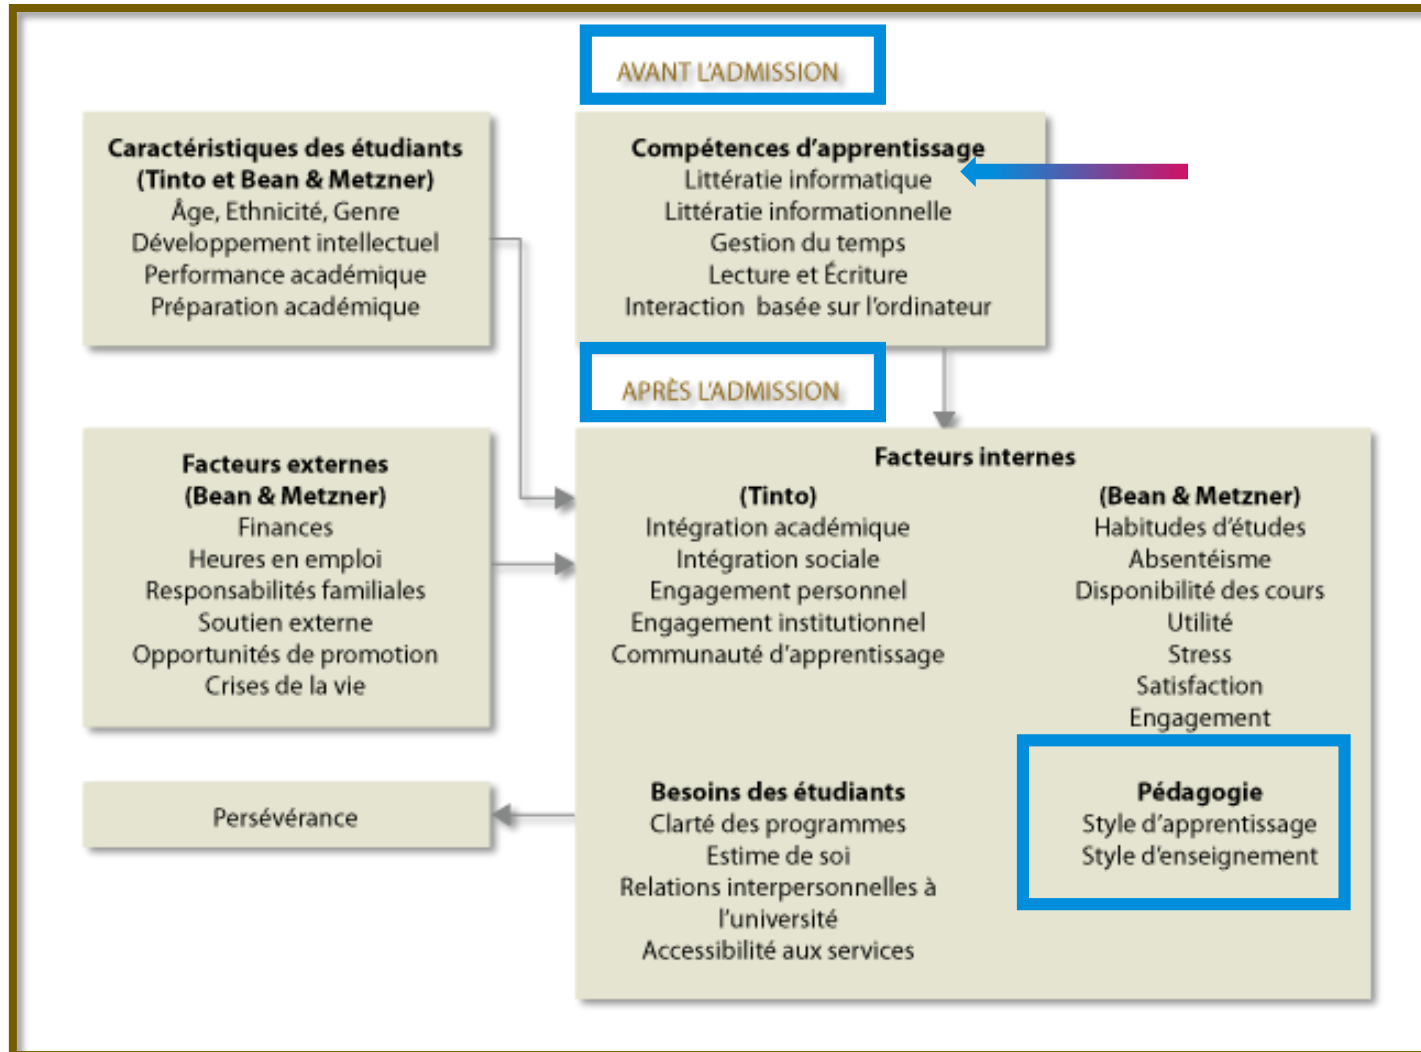 AVANT L'ADMISSION
Caractéristiques des étudiants
(Tinto et Bean & Metzner)
Âge, Ethnicité, Genre
Développement intellectuel
Performance académique
Préparation académique
Compétences d'apprentissage
Littératie informatique
Littératie informationnelle
Gestion du temps
Lecture et Écriture
Interaction basée sur l'ordinateur
APRÈS L'ADMISSION
Facteurs externes
(Bean & Metzner)
Finances
Heures en emploi
Responsabilités familiales
Soutien externe
Opportunités de promotion
Crises de la vie
Facteurs internes
(Tinto)
Intégration académique
Intégration sociale
Engagement personnel
Engagement institutionnel
Communauté d'apprentissage
(Bean & Metzner)
Habitudes d'études
Absentéisme
Disponibilité des cours
Utilité
Stress
Satisfaction
Engagement
Besoins des étudiants
Clarté des programmes
Estime de soi
Relations interpersonnelles à
l'université
Accessibilité aux services
Pédagogie
Style d'apprentissage
Style d'enseignement
Persévérance